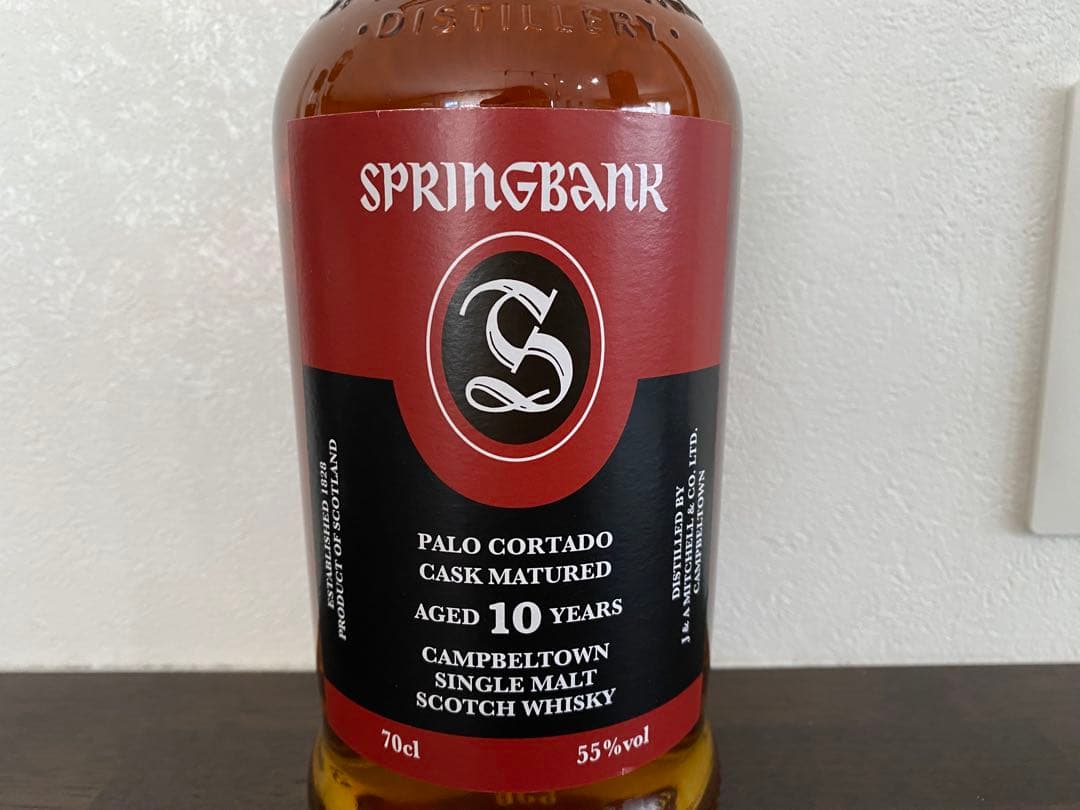 ·DISTILLERY·
SPRINGBANK
S
ESTABLISHED 1828
PRODUCT OF SCOTLAND
PALO CORTADO
CASK MATURED
AGED 10 YEARS
CAMPBELTOWN
SINGLE MALT
SCOTCH WHISKY
DISTILLED BY
J & A MITCHELL & CO. LTD.
CAMPBELTOWN
70cl
55%vol